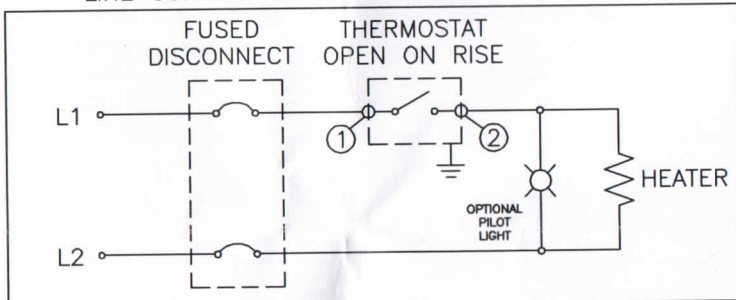 FUSED
DISCONNECT
THERMOSTAT
OPEN ON RISE
L1
1
2
HEATER
OPTIONAL
PILOT
LIGHT
L2